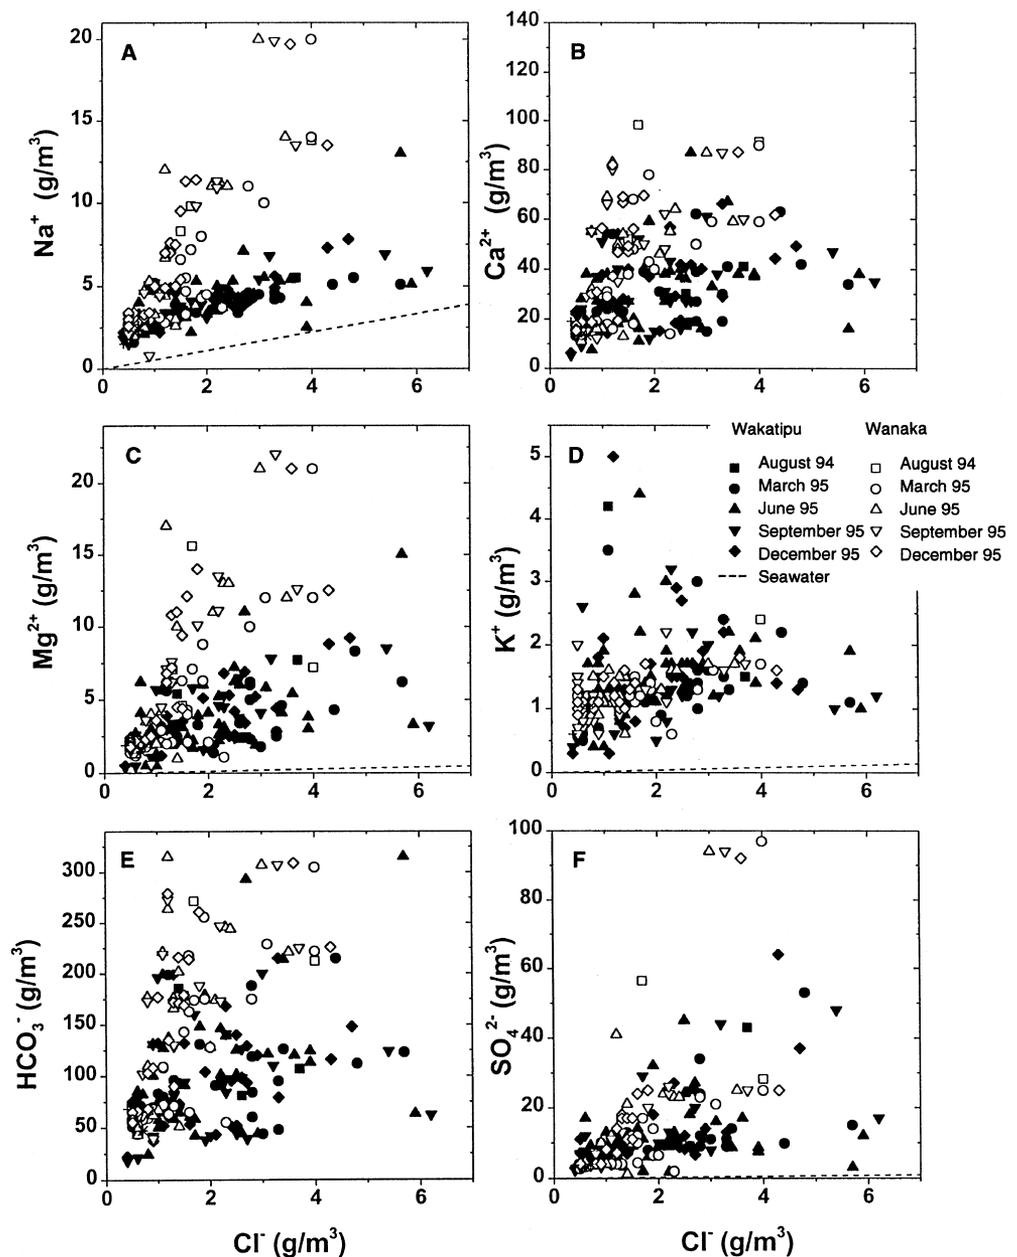 A
Na⁺ (g/m³)
20
15
10
5
0
0 2 4 6
B
Ca²⁺ (g/m³)
140
120
100
80
60
40
20
0
0 2 4 6
C
Mg²⁺ (g/m³)
20
15
10
5
0
0 2 4 6
D
K⁺ (g/m³)
5
4
3
2
1
0
0 2 4 6
Wakatipu Wanaka
August 94 August 94
March 95 March 95
June 95 June 95
September 95 September 95
December 95 December 95
Seawater
E
HCO₃⁻ (g/m³)
300
250
200
150
100
50
0
0 2 4 6
Cl⁻ (g/m³)
F
SO₄²⁻ (g/m³)
100
80
60
40
20
0
0 2 4 6
Cl⁻ (g/m³)